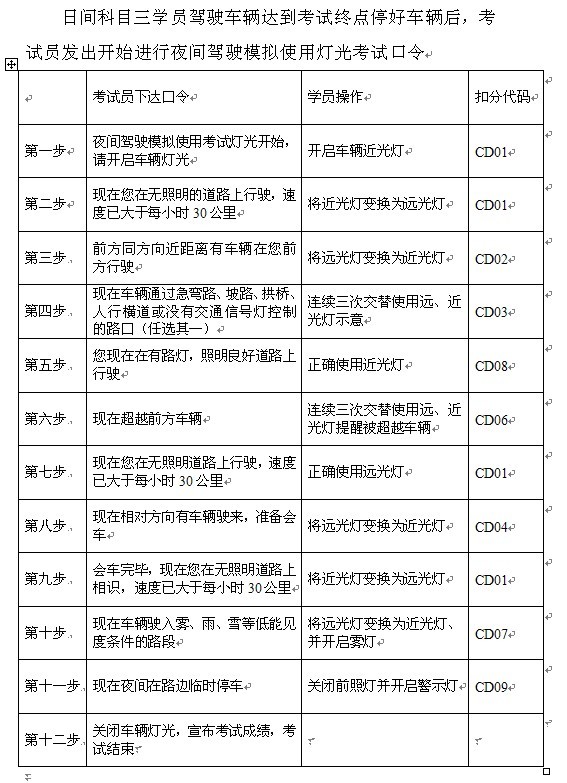 日间科目三学员驾驶车辆达到考试终点停好车辆后，考
试员发出开始进行夜间驾驶模拟使用灯光考试口令
考试员下达口令 学员操作 扣分代码
第一步 夜间驾驶模拟使用考试灯光开始，
请开启车辆灯光 开启车辆近光灯 CD01
第二步 现在您在无照明的道路上行驶，速
度已大于每小时 30 公里 将近光灯变换为远光灯 CD01
第三步 前方同方向近距离有车辆在您前
方行驶 将远光灯变换为近光灯 CD02
第四步 现在车辆通过急弯路、坡路、拱桥、
人行横道或没有交通信号灯控制
的路口（任选其一） 连续三次交替使用远、近
光灯示意 CD03
第五步 您现在在有路灯，照明良好道路上
行驶 正确使用近光灯 CD08
第六步 现在超越前方车辆 连续三次交替使用远、近
光灯提醒被超越车辆 CD06
第七步 现在您在无照明道路上行驶，速度
已大于每小时 30 公里 正确使用远光灯 CD01
第八步 现在相对方向有车辆驶来，准备会
车 将远光灯变换为近光灯 CD04
第九步 会车完毕，现在您在无照明道路上
相识，速度已大于每小时 30 公里 将近光灯变换为远光灯 CD01
第十步 现在车辆驶入雾、雨、雪等低能见
度条件的路段 将远光灯变换为近光灯、
并开启雾灯 CD07
第十一步 现在夜间在路边临时停车 关闭前照灯并开启警示灯 CD09
第十二步 关闭车辆灯光，宣布考试成绩，考
试结束